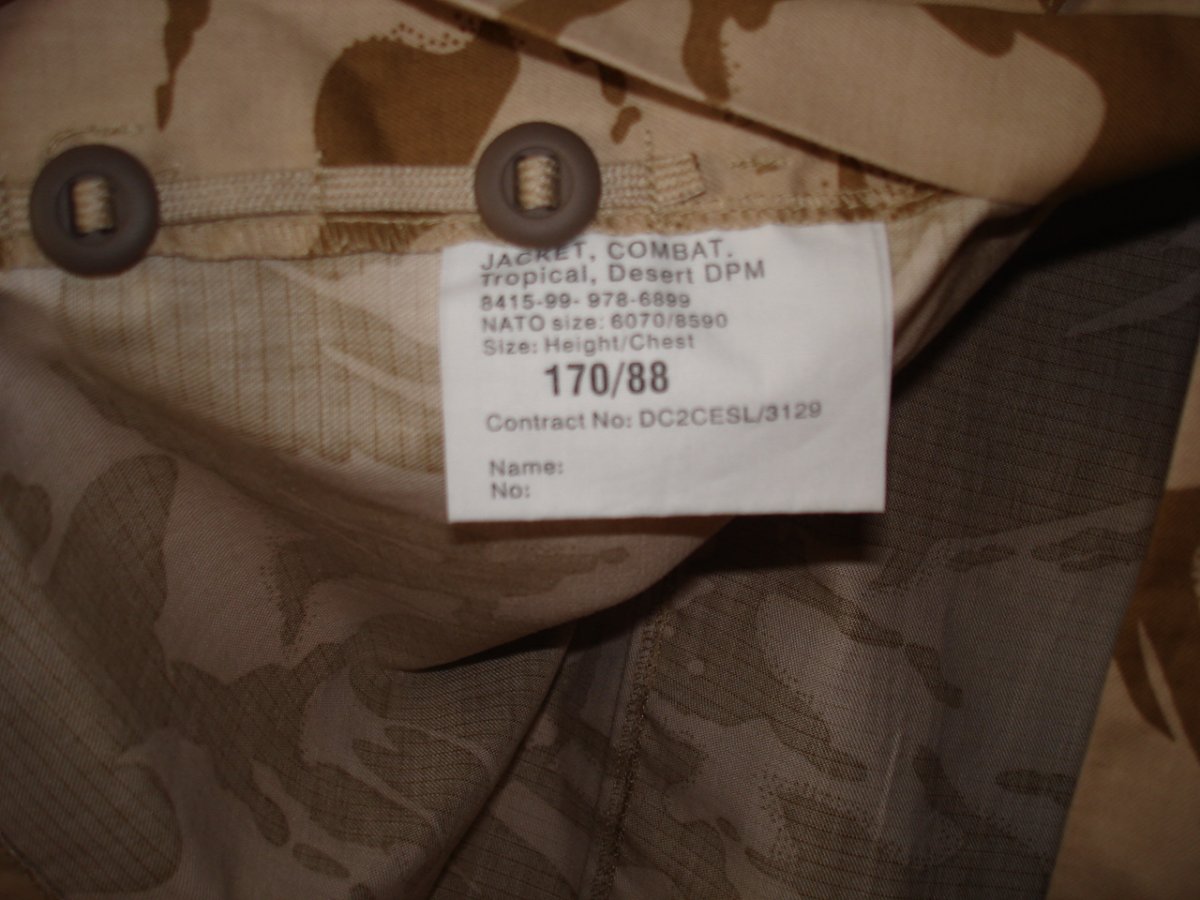 JACKET, COMBAT.
Tropical, Desert DPM
8415-99- 978-6899
NATO size: 6070/8590
Size: Height/Chest
170/88
Contract No: DC2CESL/3129
Name:
No: